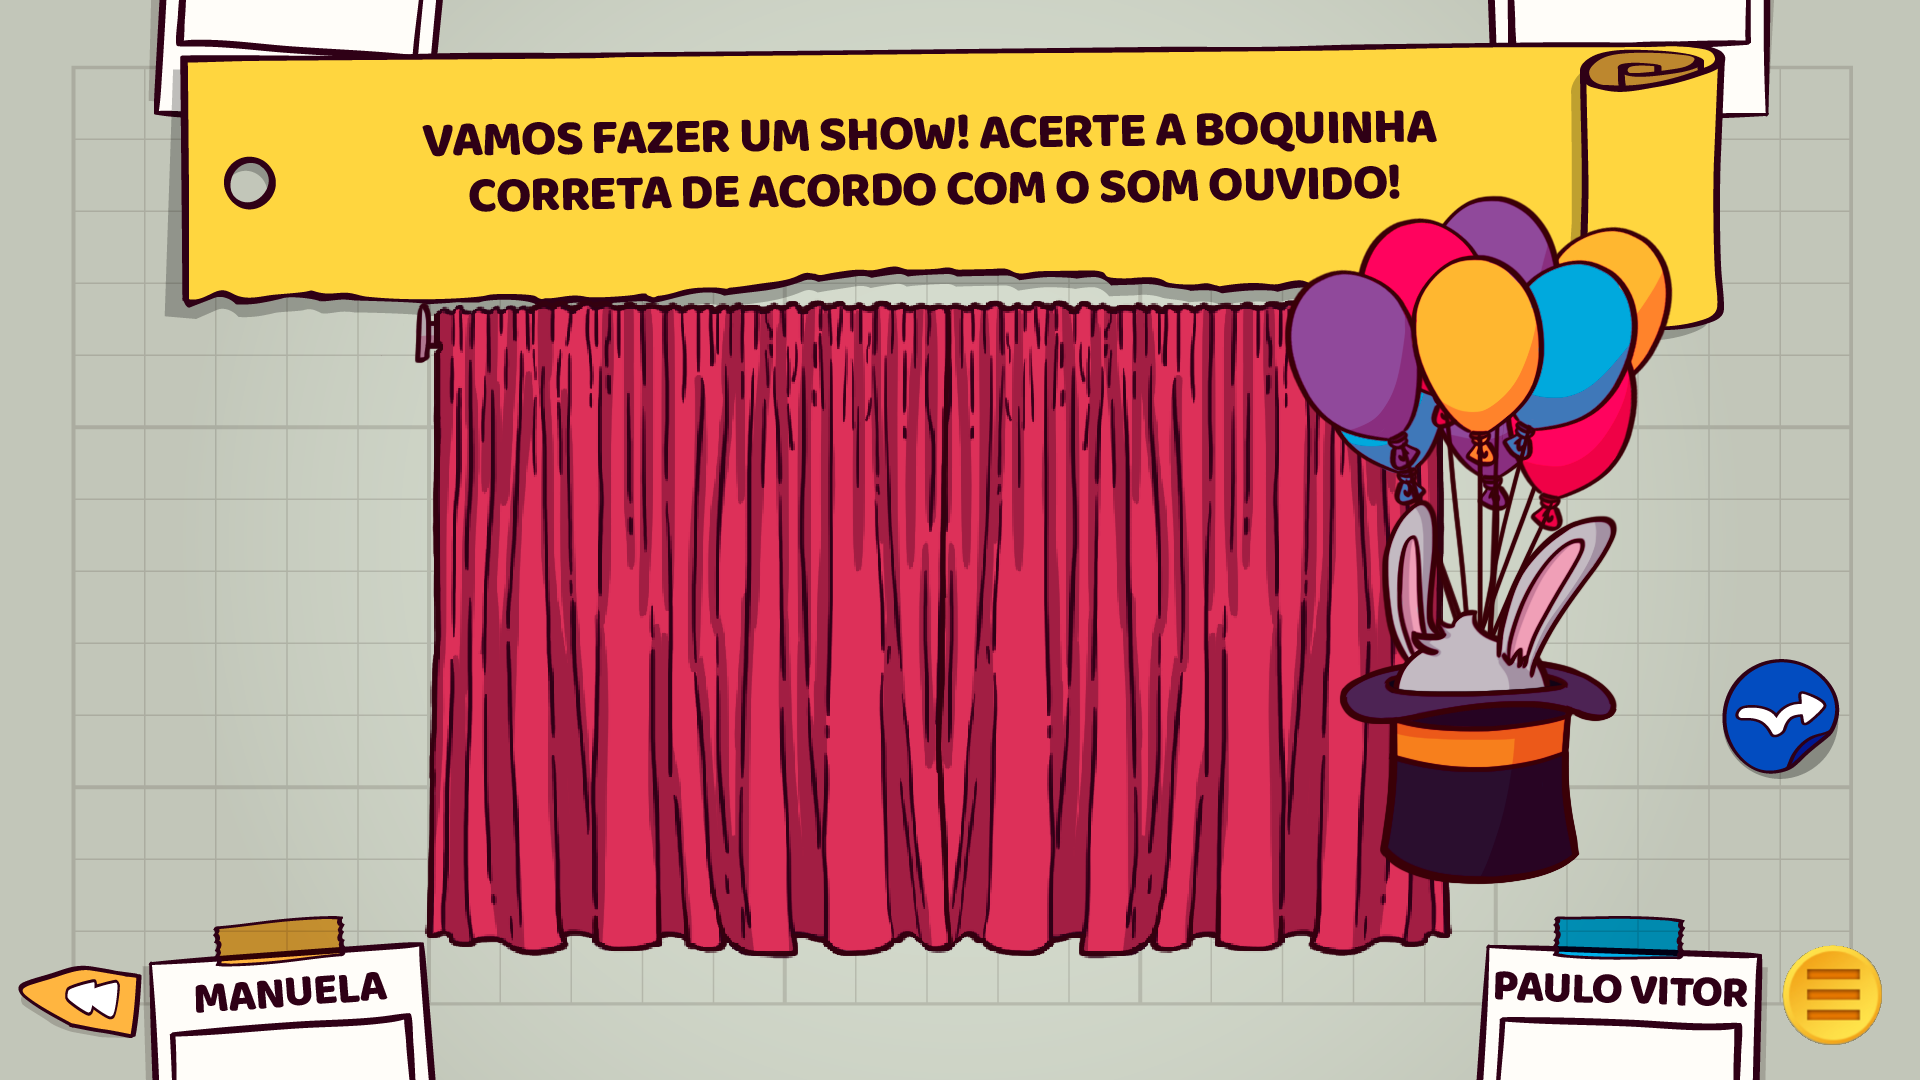 VAMOS FAZER UM SHOW! ACERTE A BOQUINHA
CORRETA DE ACORDO COM O SOM OUVIDO!
MANUELA
PAULO VITOR